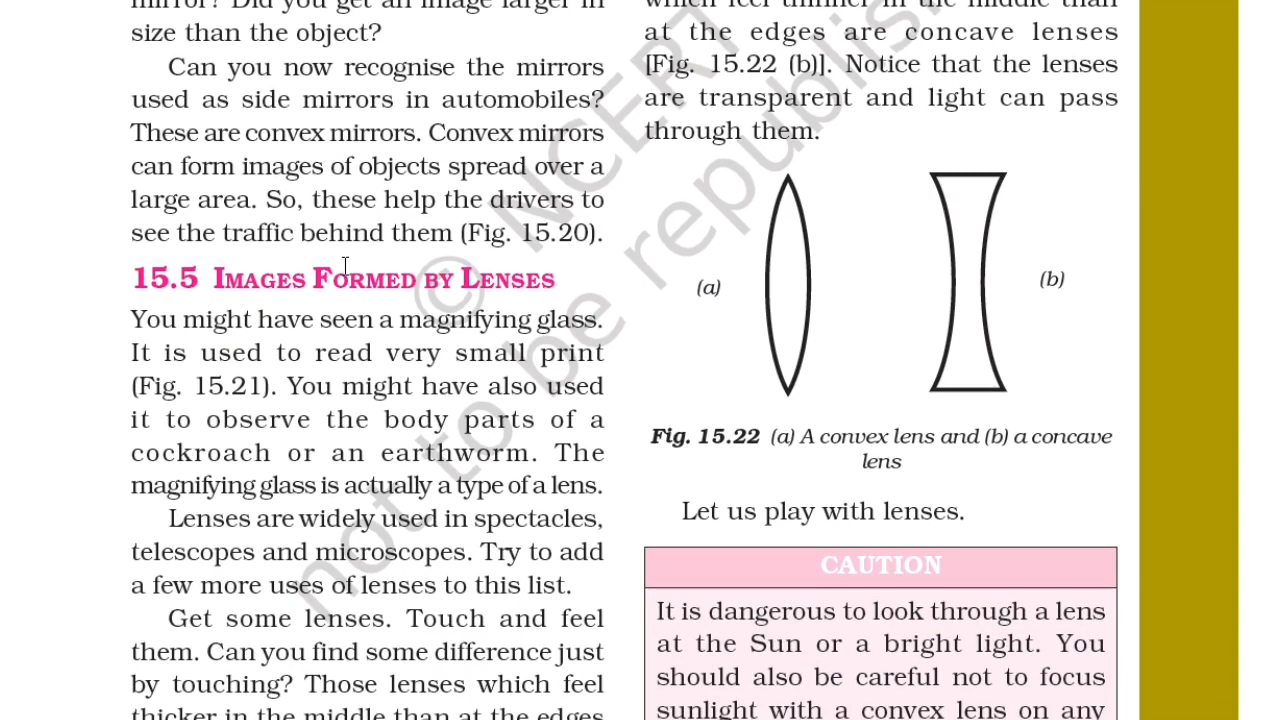 mirror? Did you get an image larger in
size than the object?
Can you now recognise the mirrors
used as side mirrors in automobiles?
These are convex mirrors. Convex mirrors
can form images of objects spread over a
large area. So, these help the drivers to
see the traffic behind them (Fig. 15.20).
15.5 IMAGES FORMED BY LENSES
You might have seen a magnifying glass.
It is used to read very small print
(Fig. 15.21). You might have also used
it to observe the body parts of a
cockroach or an earthworm. The
magnifying glass is actually a type of a lens.
Lenses are widely used in spectacles,
telescopes and microscopes. Try to add
a few more uses of lenses to this list.
Get some lenses. Touch and feel
them. Can you find some difference just
by touching? Those lenses which feel
thicker in the middle than at the edges
which feel thinner in the middle than
at the edges are concave lenses
[Fig. 15.22 (b)]. Notice that the lenses
are transparent and light can pass
through them.
(a)
(b)
Fig. 15.22 (a) A convex lens and (b) a concave
lens
Let us play with lenses.
CAUTION
It is dangerous to look through a lens
at the Sun or a bright light. You
should also be careful not to focus
sunlight with a convex lens on any
© NCERT
not to be republish